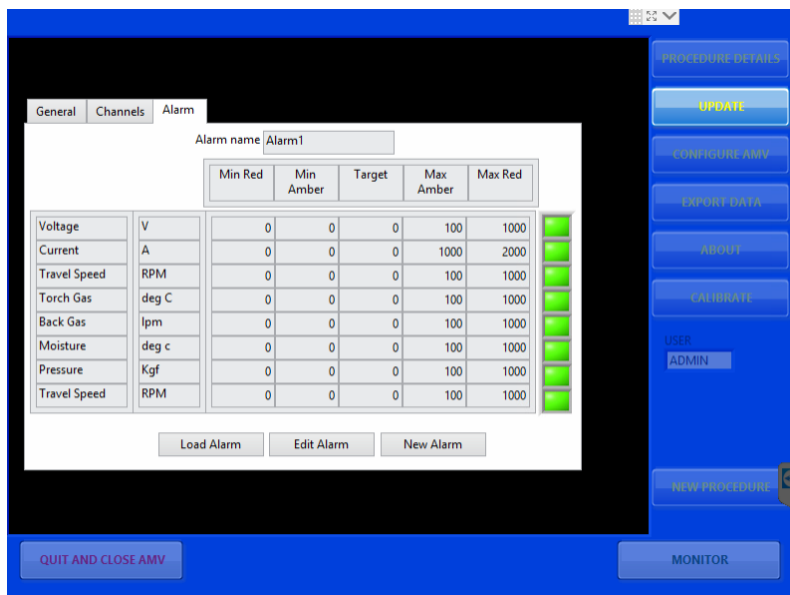 PROCEDURE DETAILS
General Channels Alarm
UPDATE
Alarm name Alarm1
CONFIGURE AMV
Min Red Min Amber Target Max Amber Max Red
EXPORT DATA
Voltage V 0 0 0 100 1000
Current A 0 0 0 1000 2000
ABOUT
Travel Speed RPM 0 0 0 100 1000
Torch Gas deg C 0 0 0 100 1000
CALIBRATE
Back Gas lpm 0 0 0 100 1000
Moisture deg c 0 0 0 100 1000
USER
Pressure Kgf 0 0 0 100 1000
ADMIN
Travel Speed RPM 0 0 0 100 1000
Load Alarm Edit Alarm New Alarm
NEW PROCEDURE
QUIT AND CLOSE AMV MONITOR